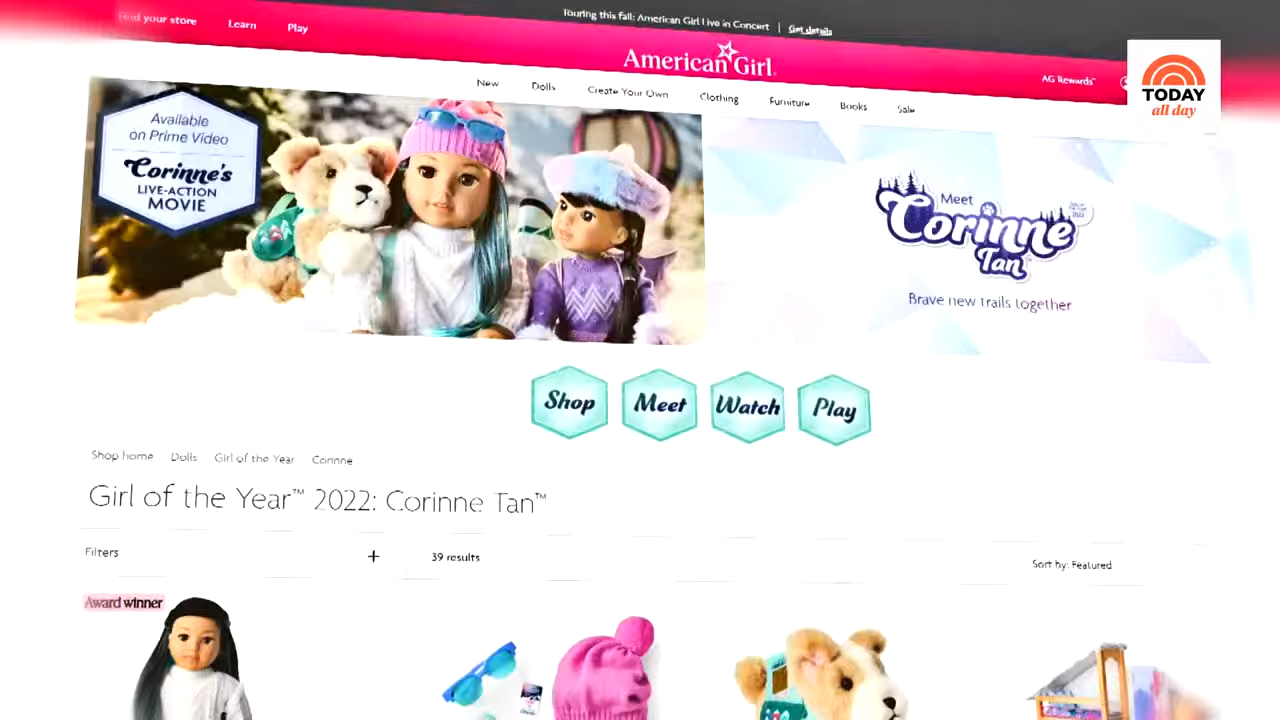 Touring this fall: American Girl Live in Concert | Get details
Find your store Learn Play
American Girl
AG Rewards™
TODAY
all day
New Dolls Create Your Own Clothing Furniture Books Sale
Available
on Prime Video
Corinne's
LIVE-ACTION
MOVIE
Meet
Corinne
Tan
Brave new trails together
Shop Meet Watch Play
Shop home Dolls Girl of the Year Corinne
Girl of the Year™ 2022: Corinne Tan™
Filters + 39 results Sort by: Featured
Award winner